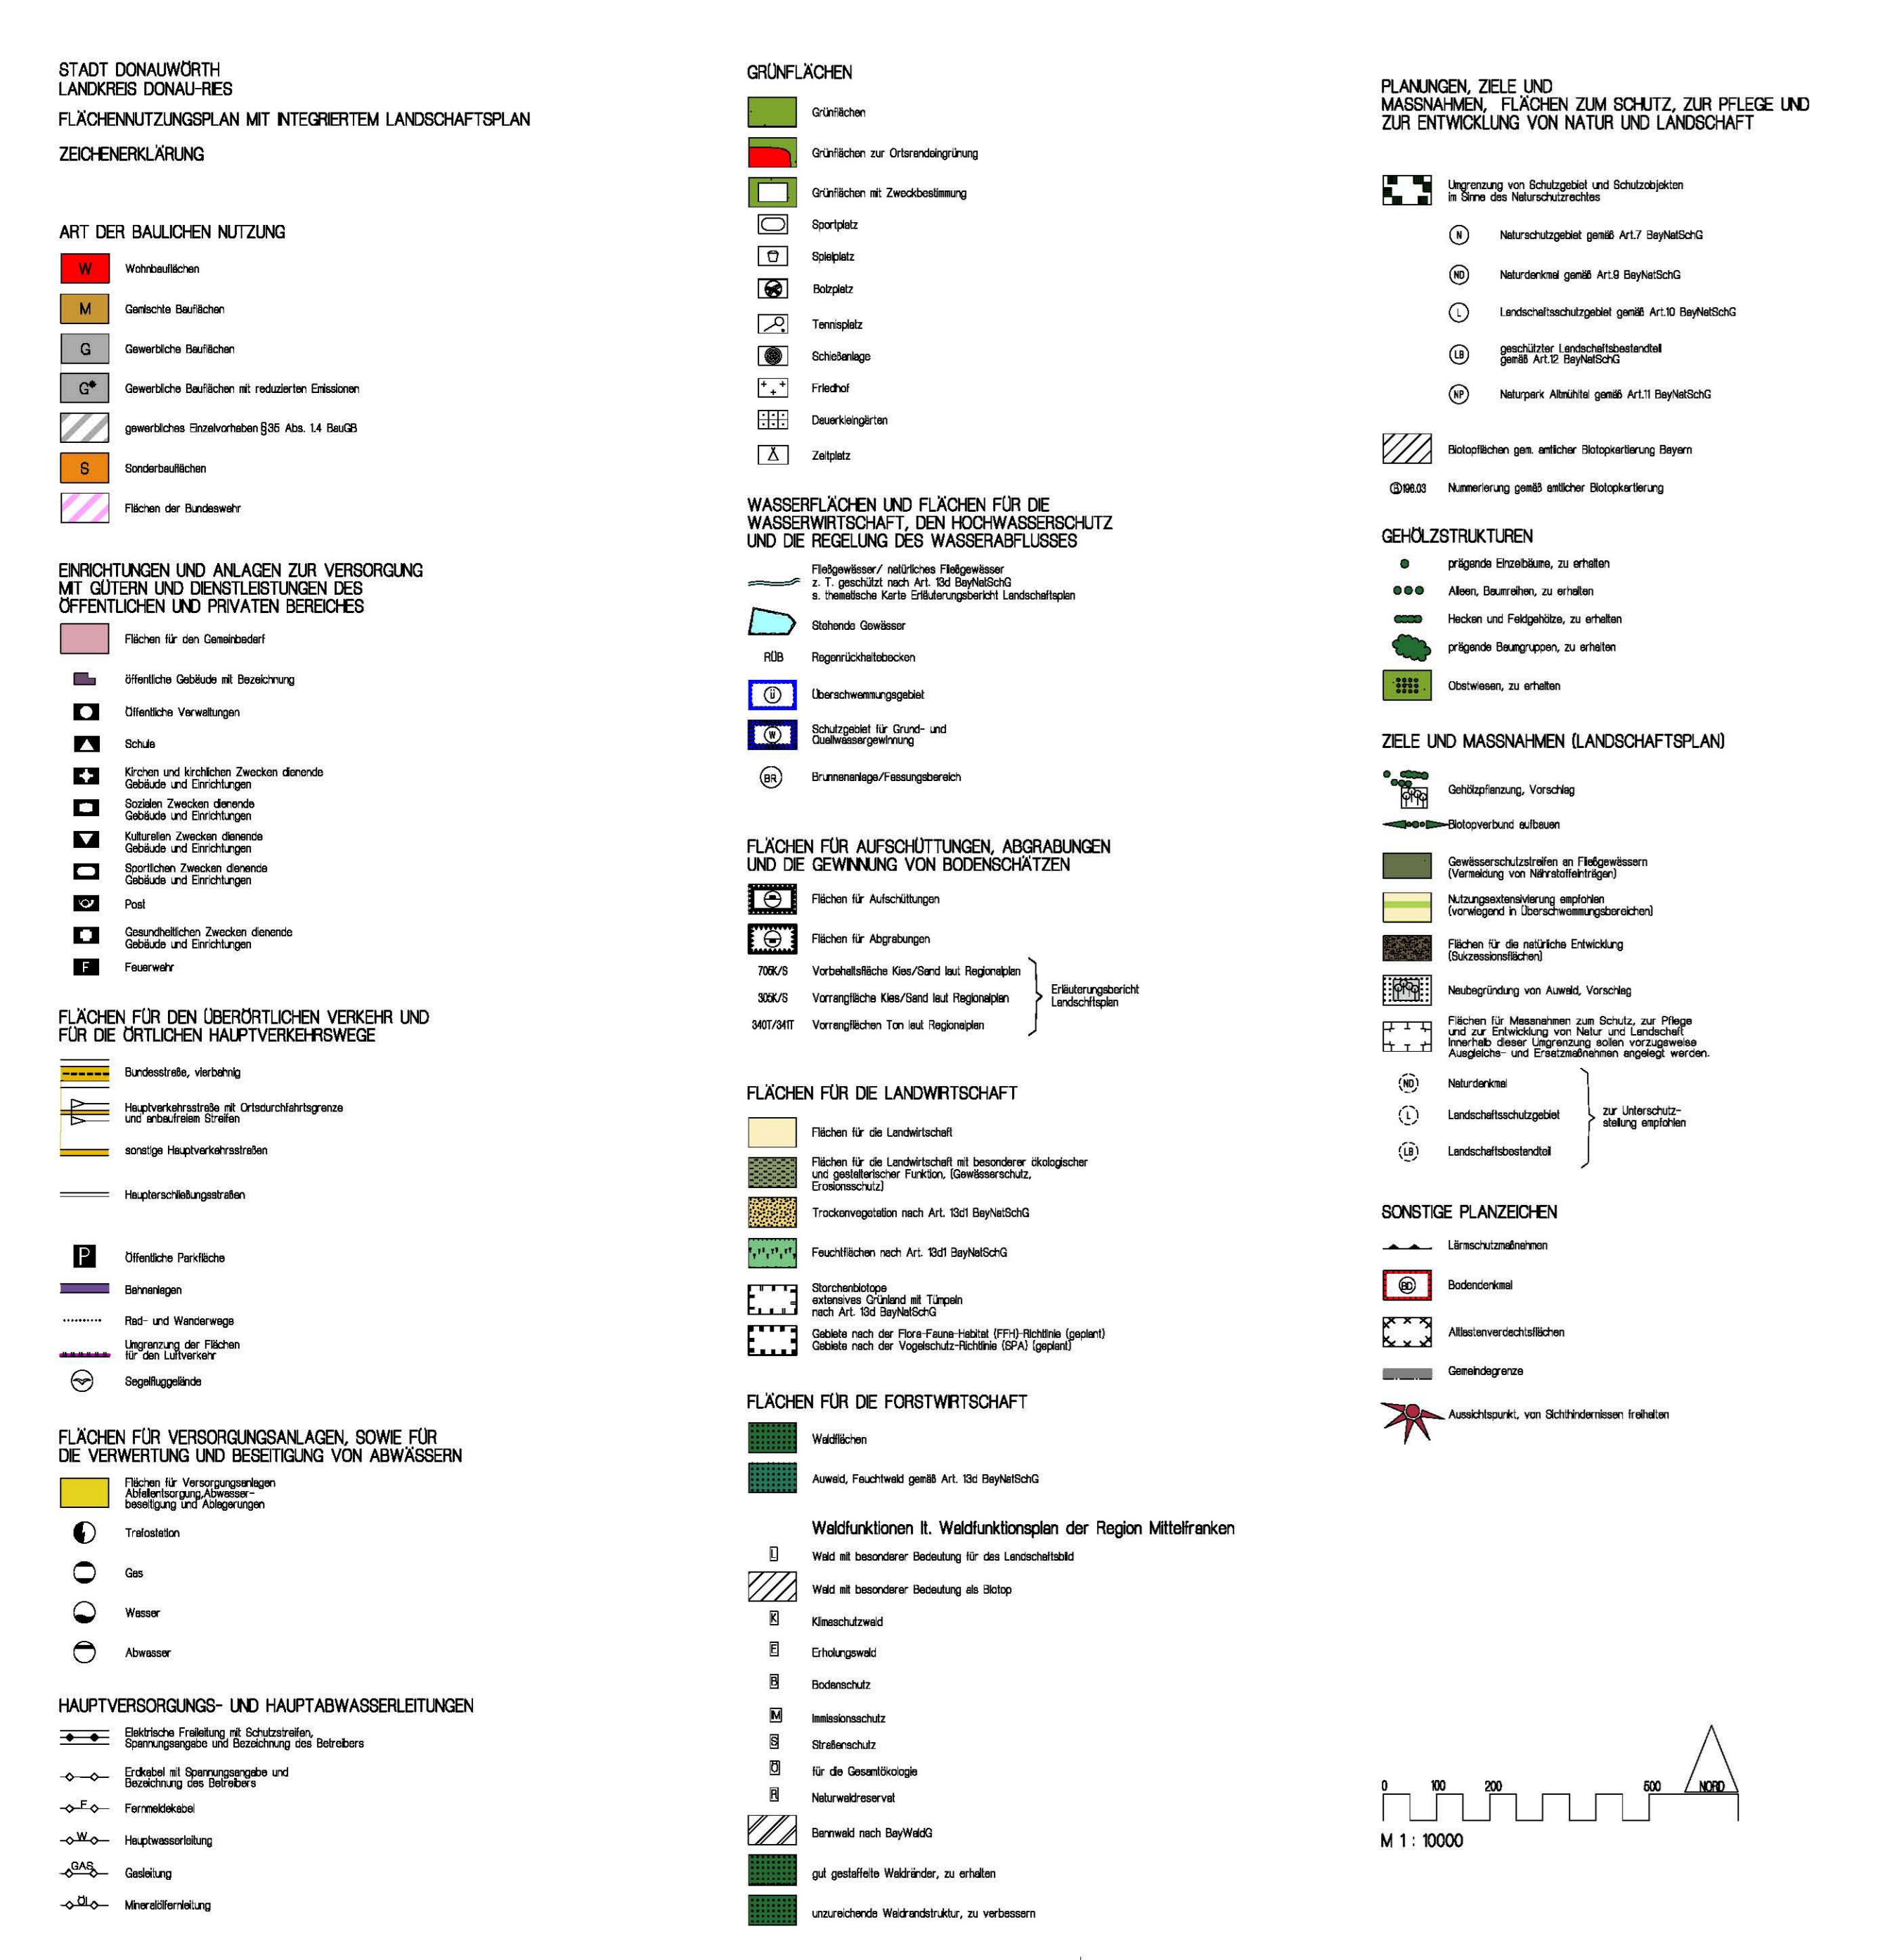 STADT DONAUWÖRTH
LANDKREIS DONAU-RIES
FLÄCHENNUTZUNGSPLAN MIT INTEGRIERTEM LANDSCHAFTSPLAN
ZEICHENERKLÄRUNG
ART DER BAULICHEN NUTZUNG
W Wohnbauflächen
M Gemischte Bauflächen
G Gewerbliche Bauflächen
G* Gewerbliche Bauflächen mit reduzierten Emissionen
gewerbliches Einzelvorhaben §35 Abs. 1.4 BauGB
S Sonderbauflächen
Flächen der Bundeswehr
EINRICHTUNGEN UND ANLAGEN ZUR VERSORGUNG
MIT GÜTERN UND DIENSTLEISTUNGEN DES
ÖFFENTLICHEN UND PRIVATEN BEREICHES
Flächen für den Gemeinbedarf
öffentliche Gebäude mit Bezeichnung
Öffentliche Verwaltungen
Schule
Kirchen und kirchlichen Zwecken dienende
Gebäude und Einrichtungen
Sozialen Zwecken dienende
Gebäude und Einrichtungen
Kulturellen Zwecken dienende
Gebäude und Einrichtungen
Sportlichen Zwecken dienende
Gebäude und Einrichtungen
Post
Gesundheitlichen Zwecken dienende
Gebäude und Einrichtungen
F Feuerwehr
FLÄCHEN FÜR DEN ÜBERÖRTLICHEN VERKEHR UND
FÜR DIE ÖRTLICHEN HAUPTVERKEHRSWEGE
Bundesstraße, vierbahnig
Hauptverkehrsstraße mit Ortsdurchfahrtsgrenze
und anbaufreiem Streifen
sonstige Hauptverkehrsstraßen
Haupterschließungsstraßen
P Öffentliche Parkfläche
Bahnanlagen
Rad- und Wanderwege
Umgrenzung der Flächen
für den Luftverkehr
Segelfluggelände
FLÄCHEN FÜR VERSORGUNGSANLAGEN, SOWIE FÜR
DIE VERWERTUNG UND BESEITIGUNG VON ABWÄSSERN
Flächen für Versorgungsanlagen
Abfallentsorgung,Abwasser-
beseitigung und Ablagerungen
Trafostation
Gas
Wasser
Abwasser
HAUPTVERSORGUNGS- UND HAUPTABWASSERLEITUNGEN
Elektrische Freileitung mit Schutzstreifen,
Spannungsangabe und Bezeichnung des Betreibers
Erdkabel mit Spannungsangabe und
Bezeichnung des Betreibers
F Fernmeldekabel
W Hauptwasserleitung
GAS Gasleitung
ÖL Mineralölfernleitung
GRÜNFLÄCHEN
Grünflächen
Grünflächen zur Ortsrandeingrünung
Grünflächen mit Zweckbestimmung
Sportplatz
Spielplatz
Bolzplatz
Tennisplatz
Schießanlage
Friedhof
Dauerkleingärten
Zeltplatz
WASSERFLÄCHEN UND FLÄCHEN FÜR DIE
WASSERWIRTSCHAFT, DEN HOCHWASSERSCHUTZ
UND DIE REGELUNG DES WASSERABFLUSSES
Fließgewässer/ natürliches Fließgewässer
z. T. geschützt nach Art. 13d BayNatSchG
s. thematische Karte Erläuterungsbericht Landschaftsplan
Stehende Gewässer
RÜB Regenrückhaltebecken
Ü Überschwemmungsgebiet
W Schutzgebiet für Grund- und
Quellwassergewinnung
BR Brunnenanlage/Fassungsbereich
FLÄCHEN FÜR AUFSCHÜTTUNGEN, ABGRABUNGEN
UND DIE GEWINNUNG VON BODENSCHÄTZEN
Flächen für Aufschüttungen
Flächen für Abgrabungen
705K/S Vorbehaltsfläche Kies/Sand laut Regionalplan
305K/S Vorrangfläche Kies/Sand laut Regionalplan
340T/341T Vorrangflächen Ton laut Regionalplan
Erläuterungsbericht
Landschftsplan
FLÄCHEN FÜR DIE LANDWIRTSCHAFT
Flächen für die Landwirtschaft
Flächen für die Landwirtschaft mit besonderer ökologischer
und gestalterischer Funktion, (Gewässerschutz,
Erosionsschutz)
Trockenvegetation nach Art. 13d1 BayNatSchG
Feuchtflächen nach Art. 13d1 BayNatSchG
Storchenbiotope
extensives Grünland mit Tümpeln
nach Art. 13d BayNatSchG
Gebiete nach der Flora-Fauna-Habitat (FFH)-Richtlinie (geplant)
Gebiete nach der Vogelschutz-Richtlinie (SPA) (geplant)
FLÄCHEN FÜR DIE FORSTWIRTSCHAFT
Waldflächen
Auwald, Feuchtwald gemäß Art. 13d BayNatSchG
Waldfunktionen lt. Waldfunktionsplan der Region Mittelfranken
L Wald mit besonderer Bedeutung für das Landschaftsbild
Wald mit besonderer Bedeutung als Biotop
K Klimaschutzwald
E Erholungswald
B Bodenschutz
IM Immissionsschutz
S Straßenschutz
Ö für die Gesamtökologie
R Naturwaldreservat
Bannwald nach BayWaldG
gut gestaffelte Waldränder, zu erhalten
unzureichende Waldrandstruktur, zu verbessern
PLANUNGEN, ZIELE UND
MASSNAHMEN, FLÄCHEN ZUM SCHUTZ, ZUR PFLEGE UND
ZUR ENTWICKLUNG VON NATUR UND LANDSCHAFT
Umgrenzung von Schutzgebiet und Schutzobjekten
im Sinne des Naturschutzrechtes
N Naturschutzgebiet gemäß Art.7 BayNatSchG
ND Naturdenkmal gemäß Art.9 BayNatSchG
L Landschaftsschutzgebiet gemäß Art.10 BayNatSchG
LB geschützter Landschaftsbestandteil
gemäß Art.12 BayNatSchG
NP Naturpark Altmühltal gemäß Art.11 BayNatSchG
Biotopflächen gem. amtlicher Biotopkartierung Bayern
B196.03 Nummerierung gemäß amtlicher Biotopkartierung
GEHÖLZSTRUKTUREN
prägende Einzelbäume, zu erhalten
Alleen, Baumreihen, zu erhalten
Hecken und Feldgehölze, zu erhalten
prägende Baumgruppen, zu erhalten
Obstwiesen, zu erhalten
ZIELE UND MASSNAHMEN (LANDSCHAFTSPLAN)
Gehölzpflanzung, Vorschlag
Biotopverbund aufbauen
Gewässerschutzstreifen an Fließgewässern
(Vermeidung von Nährstoffeinträgen)
Nutzungsextensivierung empfohlen
(vorwiegend in Überschwemmungsbereichen)
Flächen für die natürliche Entwicklung
(Sukzessionsflächen)
Neubegründung von Auwald, Vorschlag
Flächen für Massnahmen zum Schutz, zur Pflege
und zur Entwicklung von Natur und Landschaft
Innerhalb dieser Umgrenzung sollen vorzugsweise
Ausgleichs- und Ersatzmaßnahmen angelegt werden.
ND Naturdenkmal
L Landschaftsschutzgebiet
LB Landschaftsbestandteil
zur Unterschutz-
stellung empfohlen
SONSTIGE PLANZEICHEN
Lärmschutzmaßnahmen
BD Bodendenkmal
Altlastenverdachtsflächen
Gemeindegrenze
Aussichtspunkt, von Sichthindernissen freihalten
0 100 200 500 NORD
M 1 : 10000